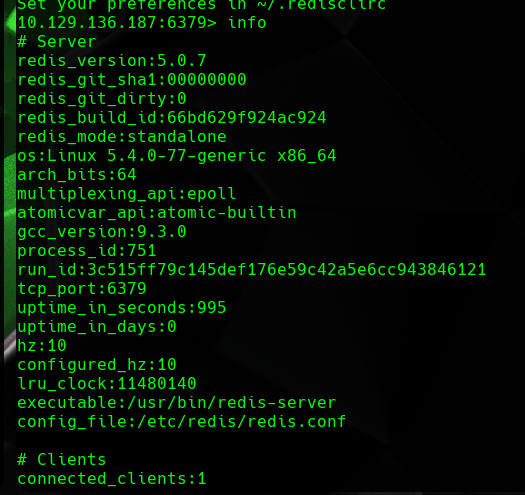 Set your preferences in ~/.redisclirc
10.129.136.187:6379> info
# Server
redis_version:5.0.7
redis_git_sha1:00000000
redis_git_dirty:0
redis_build_id:66bd629f924ac924
redis_mode:standalone
os:Linux 5.4.0-77-generic x86_64
arch_bits:64
multiplexing_api:epoll
atomicvar_api:atomic-builtin
gcc_version:9.3.0
process_id:751
run_id:3c515ff79c145def176e59c42a5e6cc943846121
tcp_port:6379
uptime_in_seconds:995
uptime_in_days:0
hz:10
configured_hz:10
lru_clock:11480140
executable:/usr/bin/redis-server
config_file:/etc/redis/redis.conf
# Clients
connected_clients:1